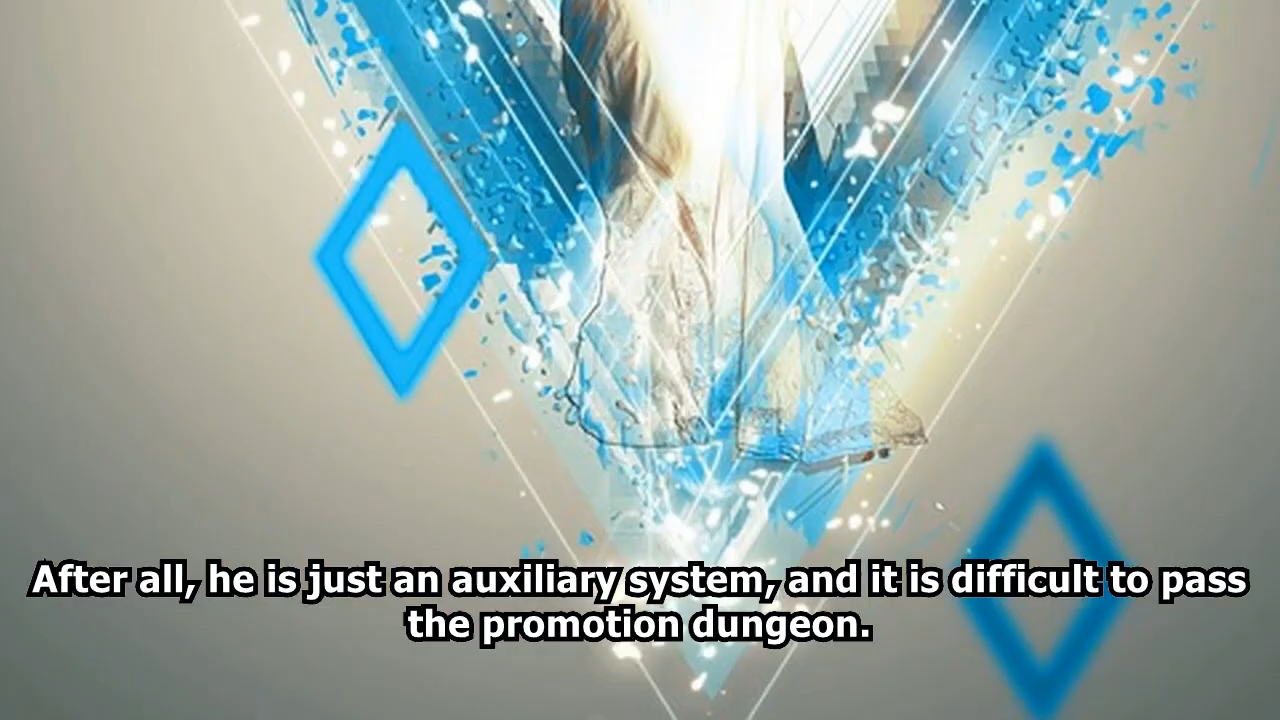 After all, he is just an auxiliary system, and it is difficult to pass
the promotion dungeon.